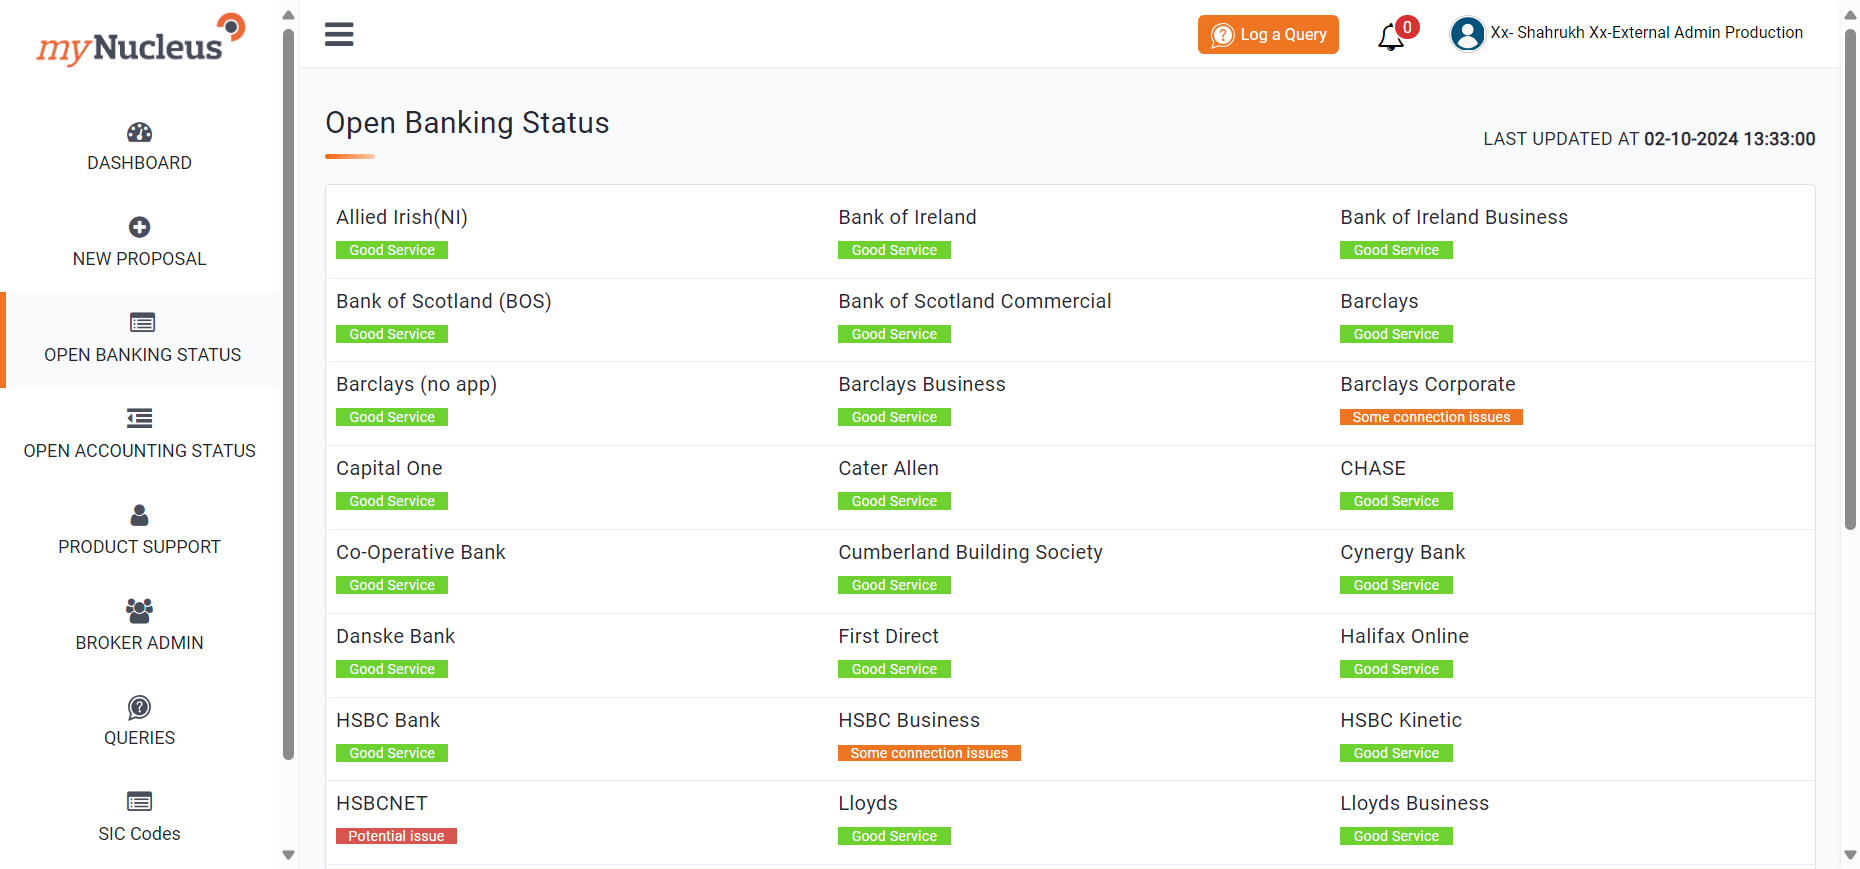 myNucleus
Log a Query
0
Xx- Shahrukh Xx-External Admin Production
DASHBOARD
NEW PROPOSAL
OPEN BANKING STATUS
OPEN ACCOUNTING STATUS
PRODUCT SUPPORT
BROKER ADMIN
QUERIES
SIC Codes
Open Banking Status
LAST UPDATED AT 02-10-2024 13:33:00
Allied Irish(NI)
Good Service
Bank of Ireland
Good Service
Bank of Ireland Business
Good Service
Bank of Scotland (BOS)
Good Service
Bank of Scotland Commercial
Good Service
Barclays
Good Service
Barclays (no app)
Good Service
Barclays Business
Good Service
Barclays Corporate
Some connection issues
Capital One
Good Service
Cater Allen
Good Service
CHASE
Good Service
Co-Operative Bank
Good Service
Cumberland Building Society
Good Service
Cynergy Bank
Good Service
Danske Bank
Good Service
First Direct
Good Service
Halifax Online
Good Service
HSBC Bank
Good Service
HSBC Business
Some connection issues
HSBC Kinetic
Good Service
HSBCNET
Potential issue
Lloyds
Good Service
Lloyds Business
Good Service